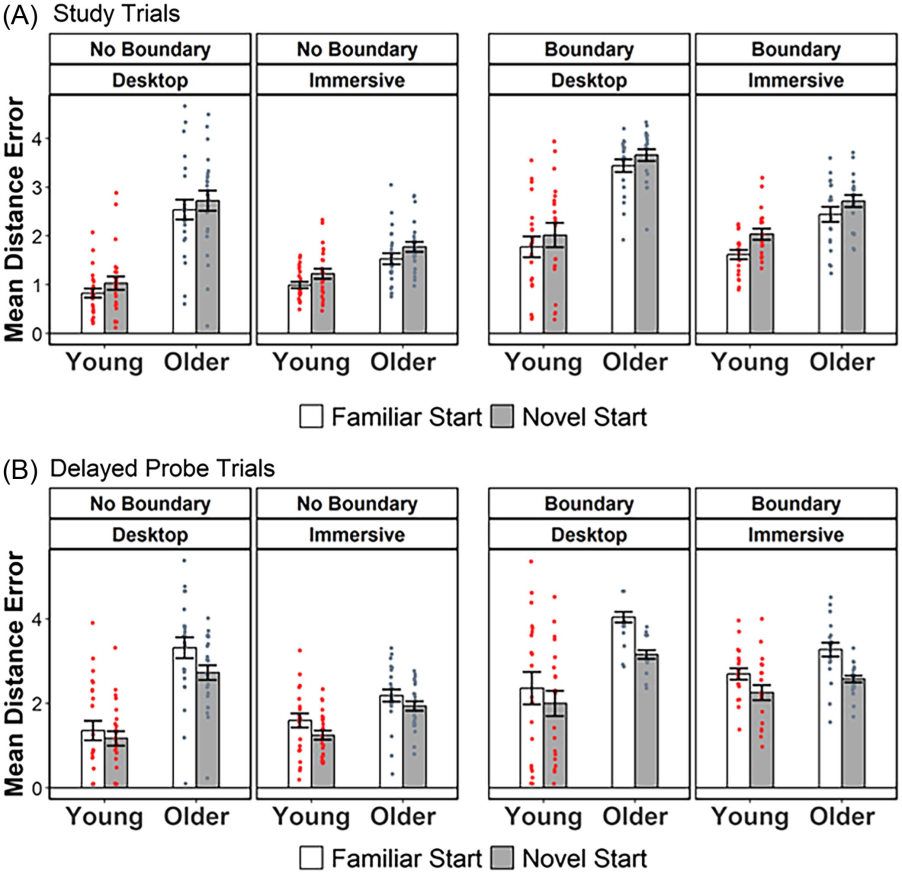 (A) Study Trials
No Boundary No Boundary Boundary Boundary
Desktop Immersive Desktop Immersive
Mean Distance Error
4
3
2
1
0
Young Older Young Older Young Older Young Older
Familiar Start Novel Start
(B) Delayed Probe Trials
No Boundary No Boundary Boundary Boundary
Desktop Immersive Desktop Immersive
Mean Distance Error
4
2
0
Young Older Young Older Young Older Young Older
Familiar Start Novel Start